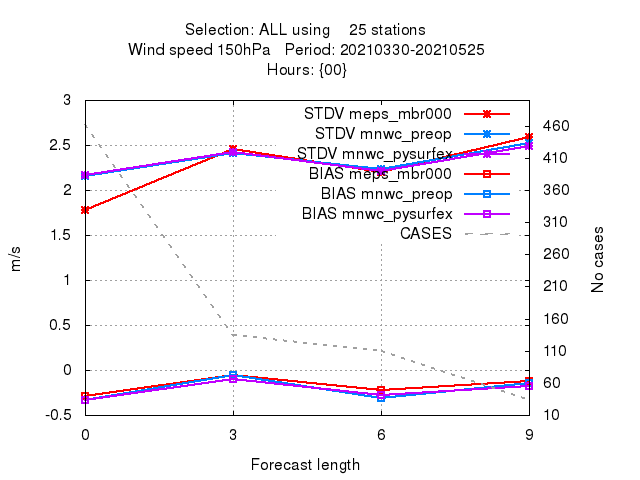 Selection: ALL using 25 stations
Wind speed 150hPa Period: 20210330-20210525
Hours: {00}
3
2.5
2
1.5
1
0.5
0
-0.5
m/s
STDV meps_mbr000
STDV mnwc_preop
STDV mnwc_pysurfex
BIAS meps_mbr000
BIAS mnwc_preop
BIAS mnwc_pysurfex
CASES
460
410
360
310
260
210
160
110
60
10
No cases
0 3 6 9
Forecast length